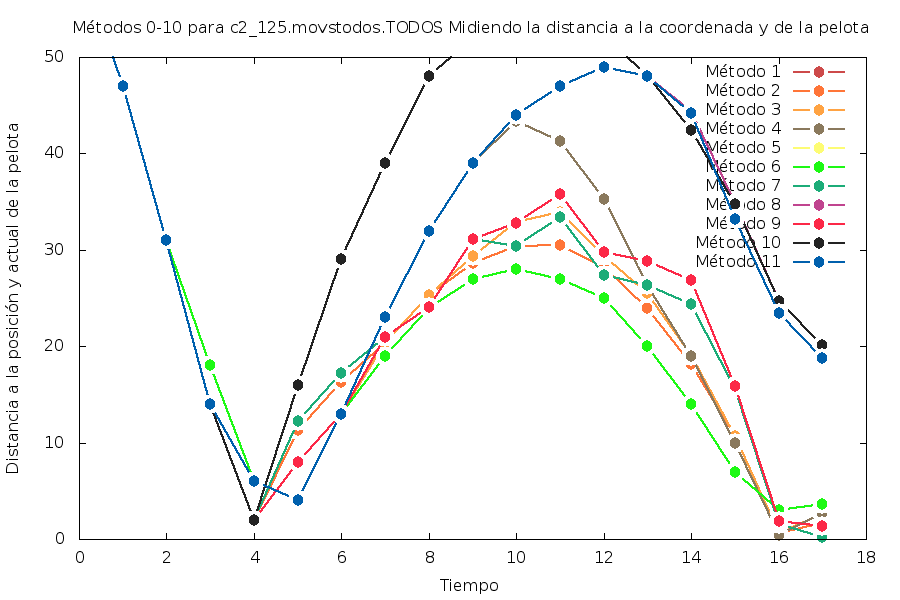 Métodos 0-10 para c2_125.movstodos.TODOS Midiendo la distancia a la coordenada y de la pelota
Distancia a la posición y actual de la pelota
50
40
30
20
10
0
Método 1
Método 2
Método 3
Método 4
Método 5
Método 6
Método 7
Método 8
Método 9
Método 10
Método 11
0 2 4 6 8 10 12 14 16 18
Tiempo